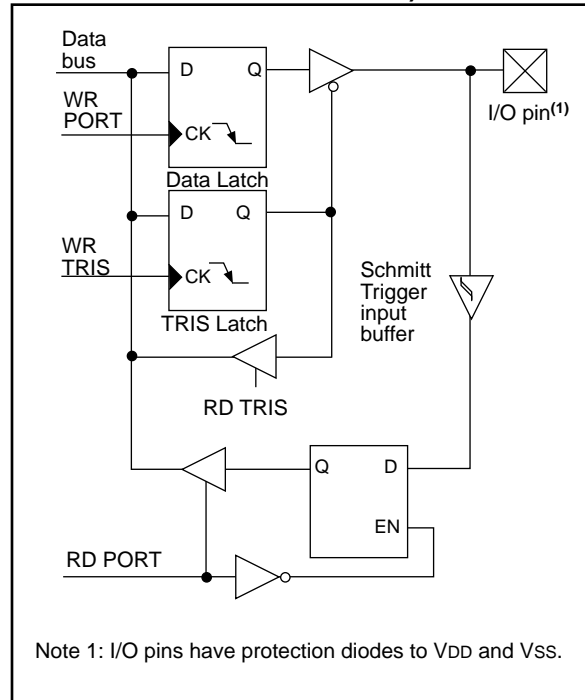 Data
bus
D
Q
WR
PORT
CK
I/O pin(1)
Data Latch
D
Q
WR
TRIS
CK
TRIS Latch
Schmitt
Trigger
input
buffer
RD TRIS
Q
D
EN
RD PORT
Note 1: I/O pins have protection diodes to VDD and VSS.